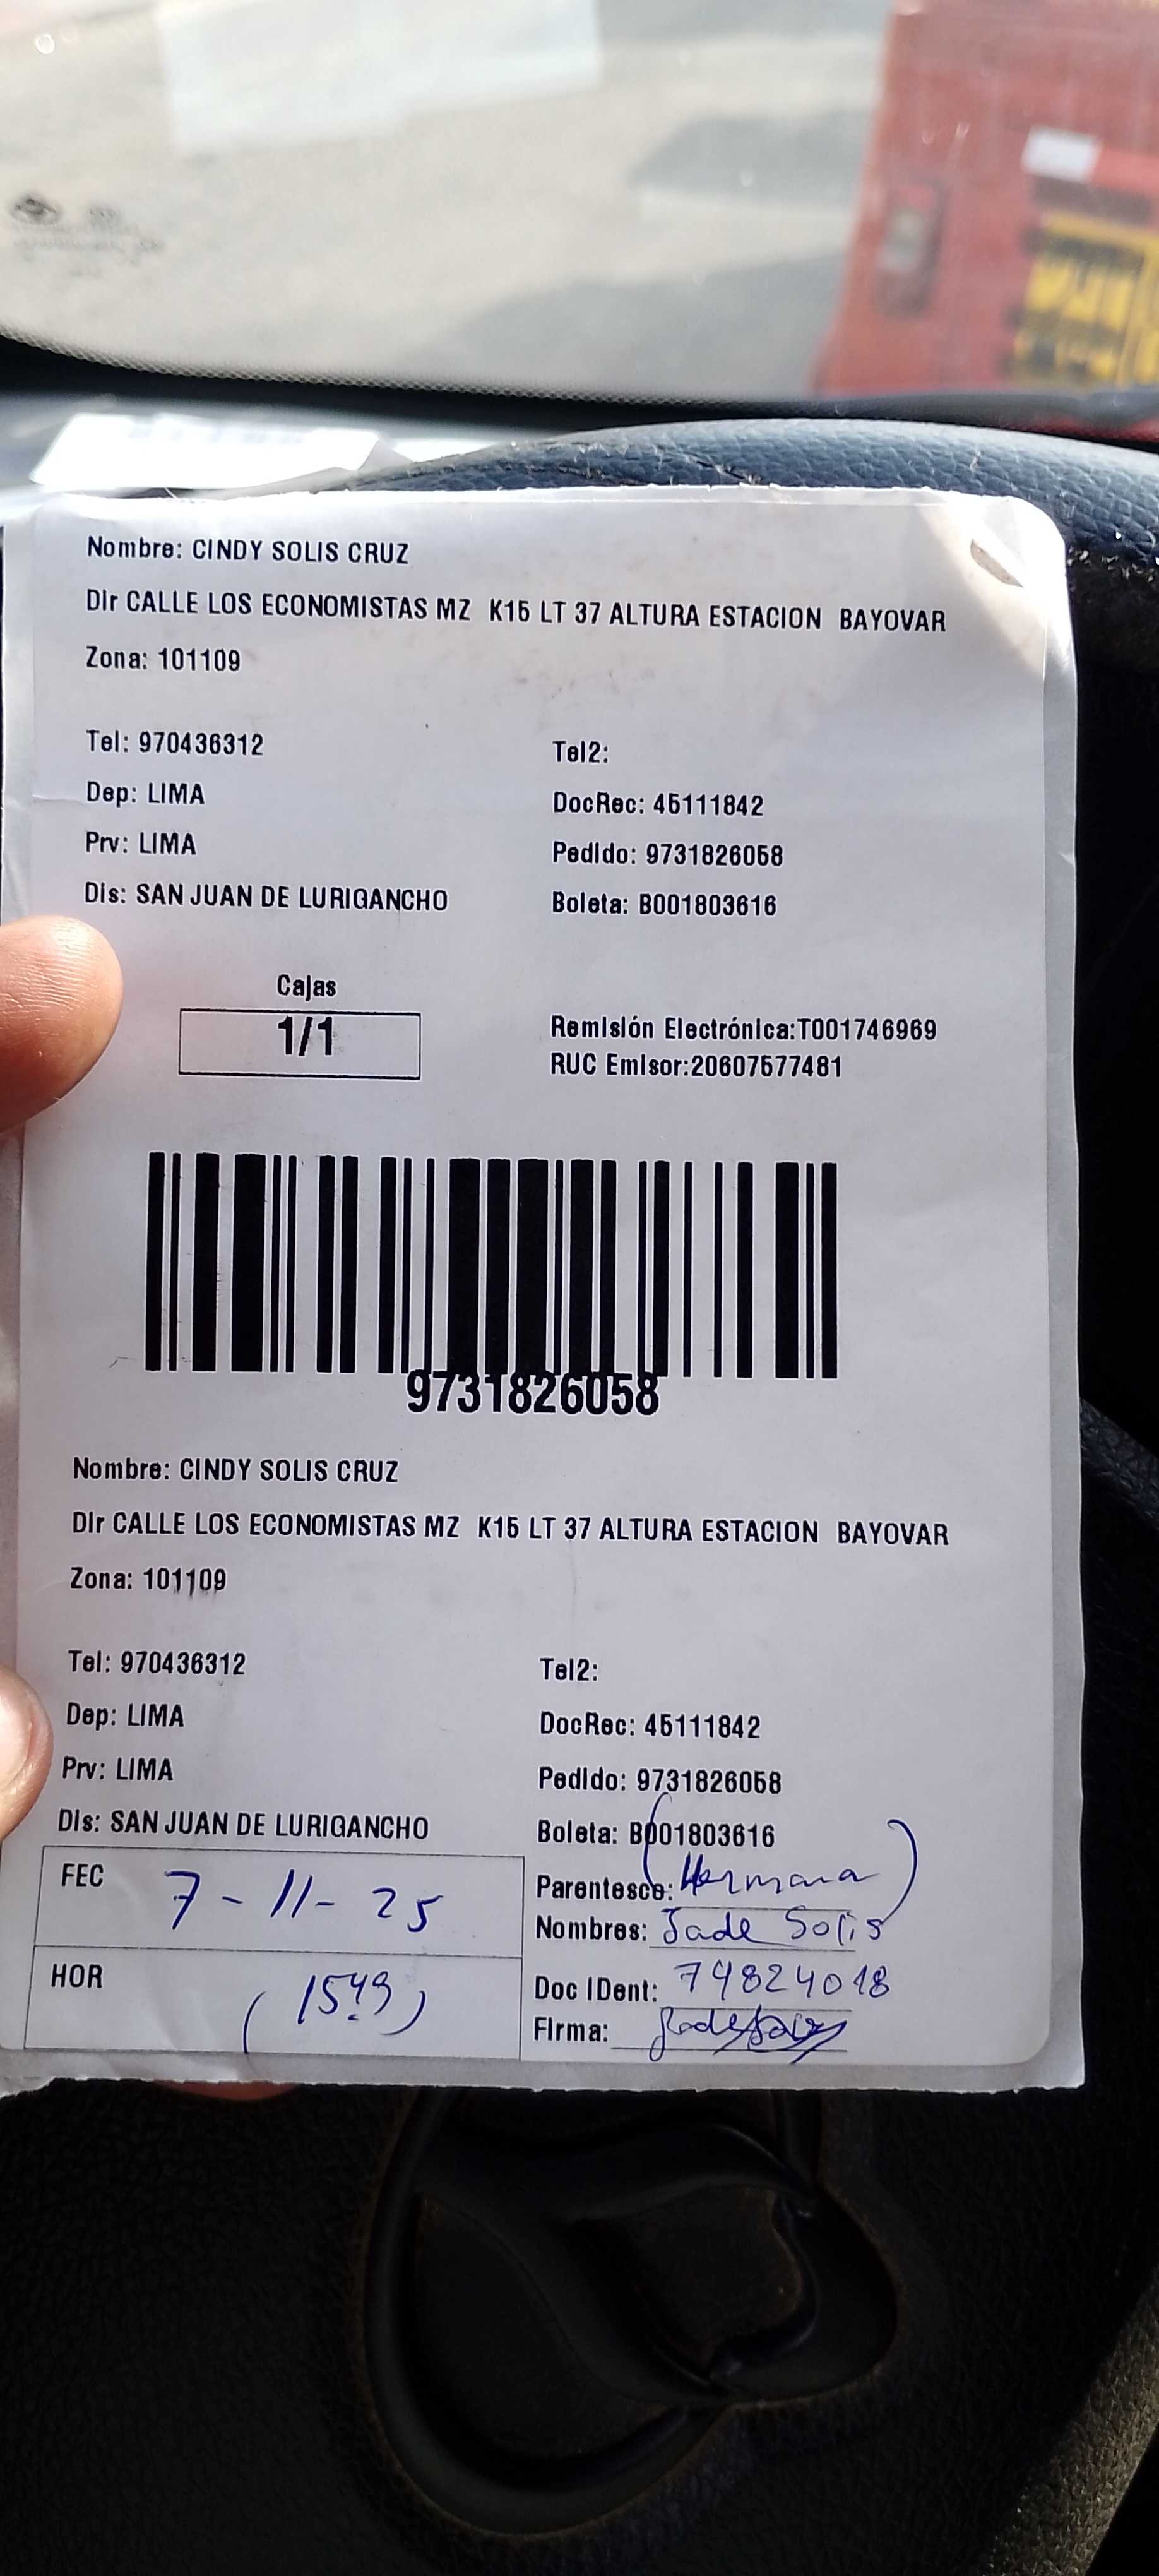 Nombre: CINDY SOLIS CRUZ
Dir CALLE LOS ECONOMISTAS MZ K15 LT 37 ALTURA ESTACION BAYOVAR
Zona: 101109
Tel: 970436312 Tel2:
Dep: LIMA DocRec: 45111842
Prv: LIMA Pedido: 9731826058
Dis: SAN JUAN DE LURIGANCHO Boleta: B001803616
Cajas
1/1
Remisión Electrónica:T001746969
RUC Emisor:20607577481
9731826058
Nombre: CINDY SOLIS CRUZ
Dir CALLE LOS ECONOMISTAS MZ K15 LT 37 ALTURA ESTACION BAYOVAR
Zona: 101109
Tel: 970436312 Tel2:
Dep: LIMA DocRec: 45111842
Prv: LIMA Pedido: 9731826058
Dis: SAN JUAN DE LURIGANCHO Boleta: B001803616
FEC 7-11-25
Parentesco: (Hermana)
Nombres: Jade Solis
HOR (15:49)
Doc IDent: 74824018
Firma: